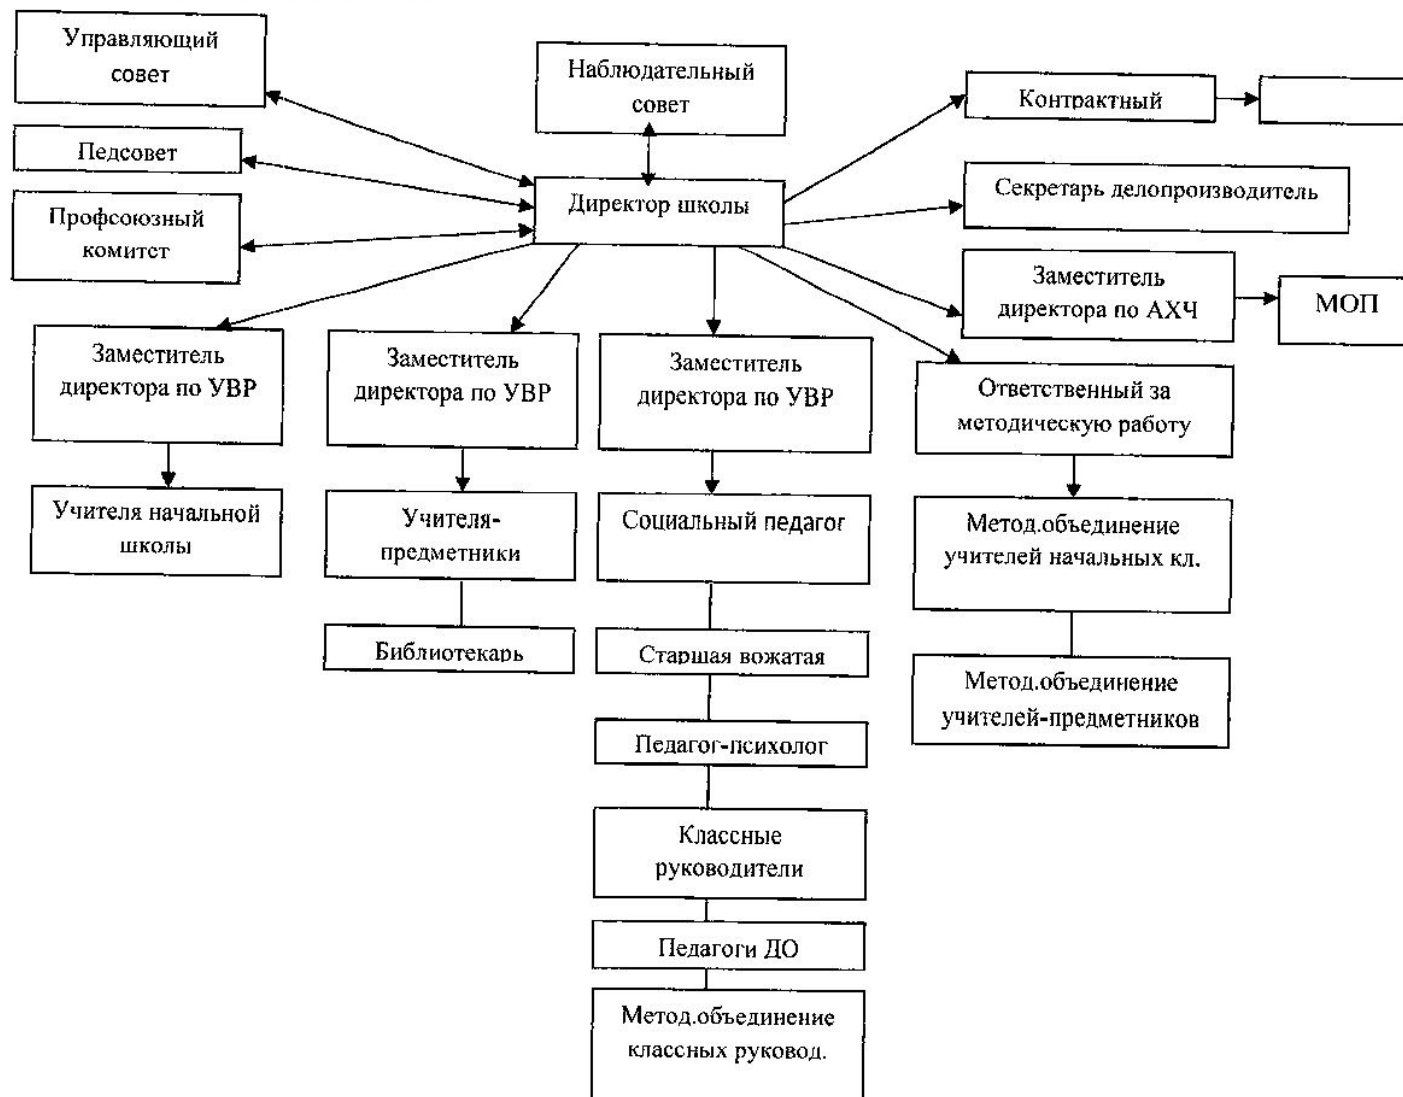 Управляющий
совет
Наблюдательный
совет
Контрактный
Педсовет
Секретарь делопроизводитель
Директор школы
Профсоюзный
комитет
Заместитель
директора по АХЧ
МОП
Заместитель
директора по УВР
Заместитель
директора по УВР
Заместитель
директора по УВР
Ответственный за
методическую работу
Учителя начальной
школы
Учителя-
предметники
Социальный педагог
Метод.объединение
учителей начальных кл.
Библиотекарь
Старшая вожатая
Метод.объединение
учителей-предметников
Педагог-психолог
Классные
руководители
Педагоги ДО
Метод.объединение
классных руковод.